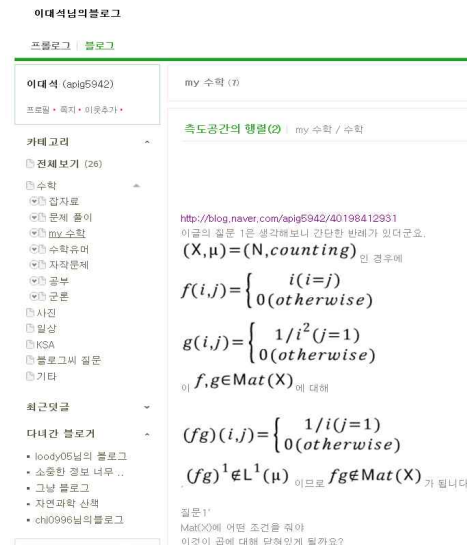 이대석님의블로그
프롤로그 | 블로그
이대석 (apig5942)
프로필 • 쪽지 • 이웃추가 •
카테고리
전체보기 (26)
수학
잡자료
문제 풀이
my 수학
수학유머
자작문제
공부
군론
사진
일상
KSA
블로그씨 질문
기타
최근댓글
다녀간 블로거
loody05님의 블로그
소중한 정보 너무 ..
그냥 블로그
자연과학 산책
chl0996님의블로그
my 수학 (7)
측도공간의 행렬(2) | my 수학 / 수학
http://blog.naver.com/apig5942/40198412931
이글의 질문 1은 생각해보니 간단한 반례가 있더군요.
(X,μ)=(N,counting) 인 경우에
f(i,j)={ i(i=j)
0(otherwise)
g(i,j)={ 1/i²(j=1)
0(otherwise)
이 f,g∈Mat(X) 에 대해
(fg)(i,j)={ 1/i(j=1)
0(otherwise)
. (fg)¹∉L¹(μ) 이므로 fg∉Mat(X) 가 됩니다
질문1'
Mat(X)에 어떤 조건을 줘야
이것이 곱에 대해 닫혀있게 될까요?